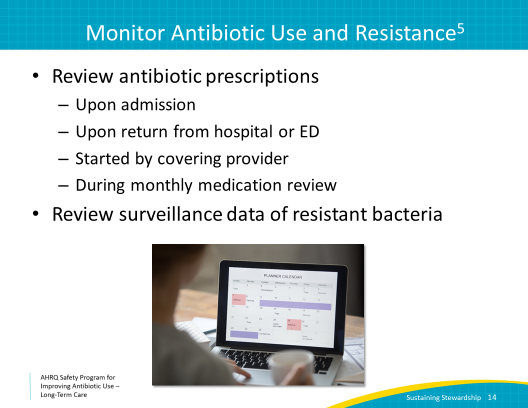 Monitor Antibiotic Use and Resistance5
• Review antibiotic prescriptions
– Upon admission
– Upon return from hospital or ED
– Started by covering provider
– During monthly medication review
• Review surveillance data of resistant bacteria
PLANNER CALENDAR
AHRQ Safety Program for
Improving Antibiotic Use –
Long-Term Care
Sustaining Stewardship 14